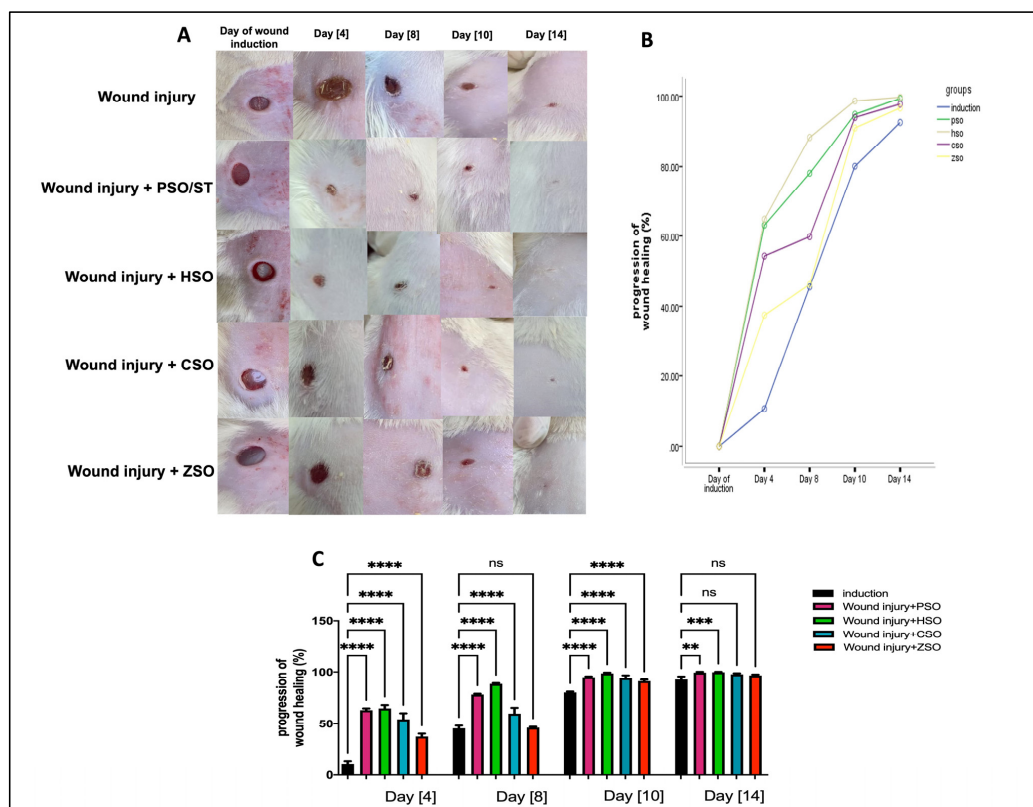 A
Day of wound
induction
Day [4]
Day [8]
Day [10]
Day [14]
Wound injury
Wound injury + PSO/ST
Wound injury + HSO
Wound injury + CSO
Wound injury + ZSO
B
progression of
wound healing (%)
100.00
80.00
60.00
40.00
20.00
.00
Day of
induction
Day 4
Day 8
Day 10
Day 14
groups
induction
pso
hso
cso
zso
C
progression of
wound healing (%)
150
100
50
0
****
****
****
****
ns
****
****
****
****
****
****
****
ns
ns
***
**
Day [4]
Day [8]
Day [10]
Day [14]
induction
Wound injury+PSO
Wound injury+HSO
Wound injury+CSO
Wound injury+ZSO